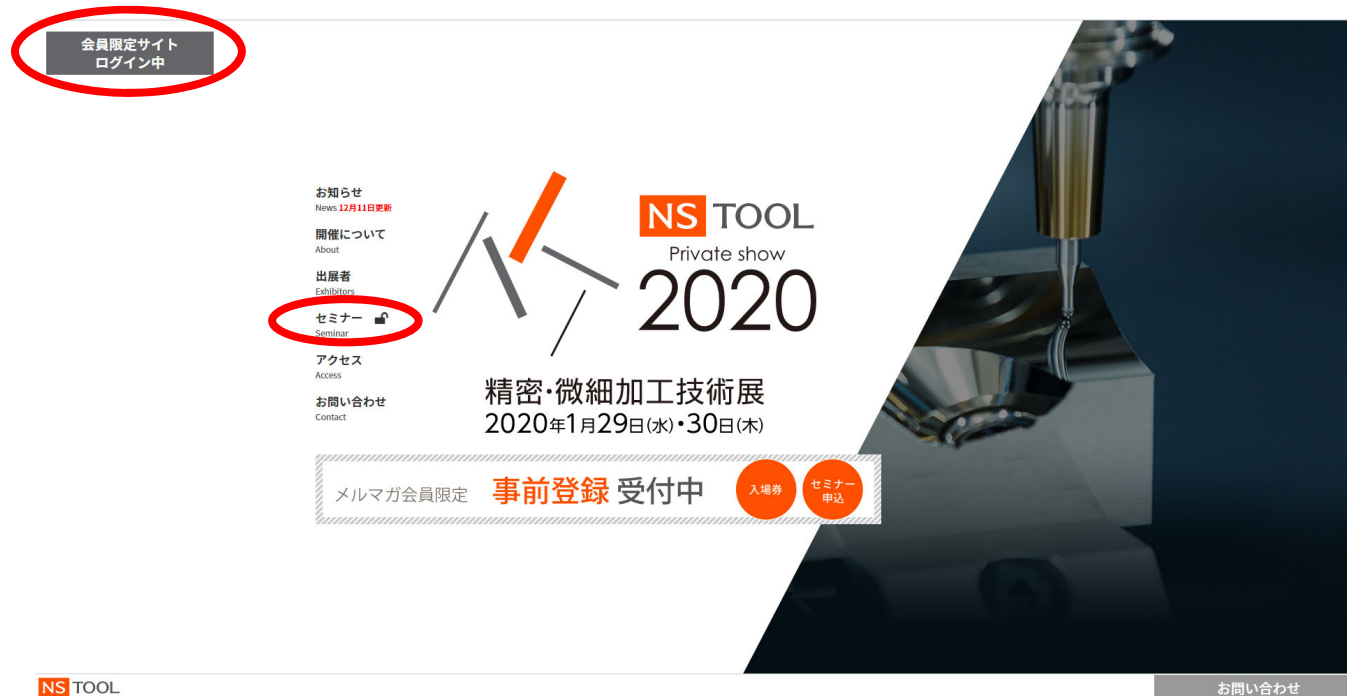 会員限定サイト
ログイン中
お知らせ
News 12月11日更新
開催について
About
出展者
Exhibitors
セミナー
Seminar
アクセス
Access
お問い合わせ
Contact
NS TOOL
Private show
2020
精密・微細加工技術展
2020年1月29日(水)・30日(木)
メルマガ会員限定 事前登録 受付中
入場券
セミナー
申込
NS TOOL
お問い合わせ